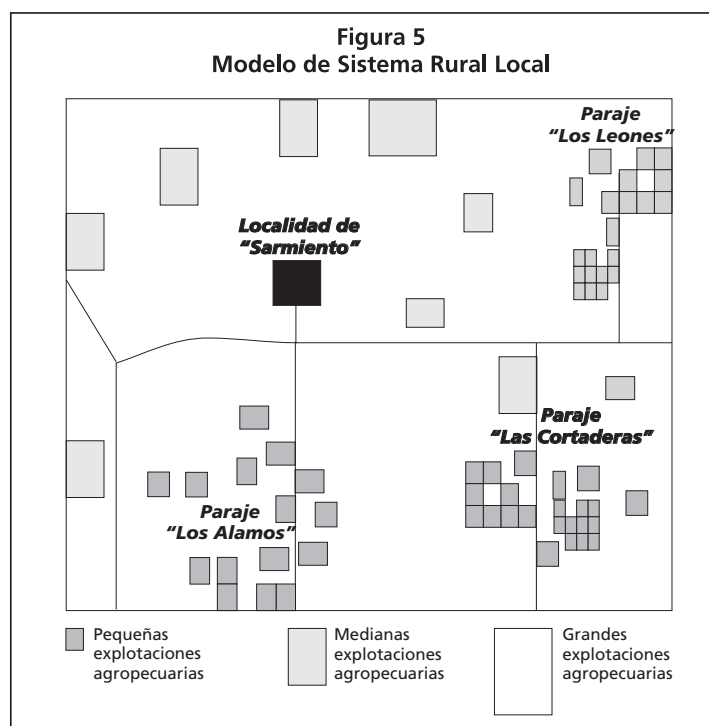 Figura 5
Modelo de Sistema Rural Local
Paraje
“Los Leones”
Localidad de
“Sarmiento”
Paraje
“Las Cortaderas”
Paraje
“Los Alamos”
Pequeñas
explotaciones
agropecuarias
Medianas
explotaciones
agropecuarias
Grandes
explotaciones
agropecuarias